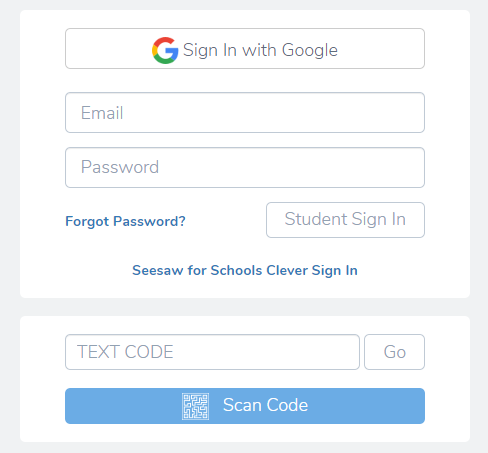 Sign In with Google
Email
Password
Forgot Password?
Student Sign In
Seesaw for Schools Clever Sign In
TEXT CODE
Go
Scan Code